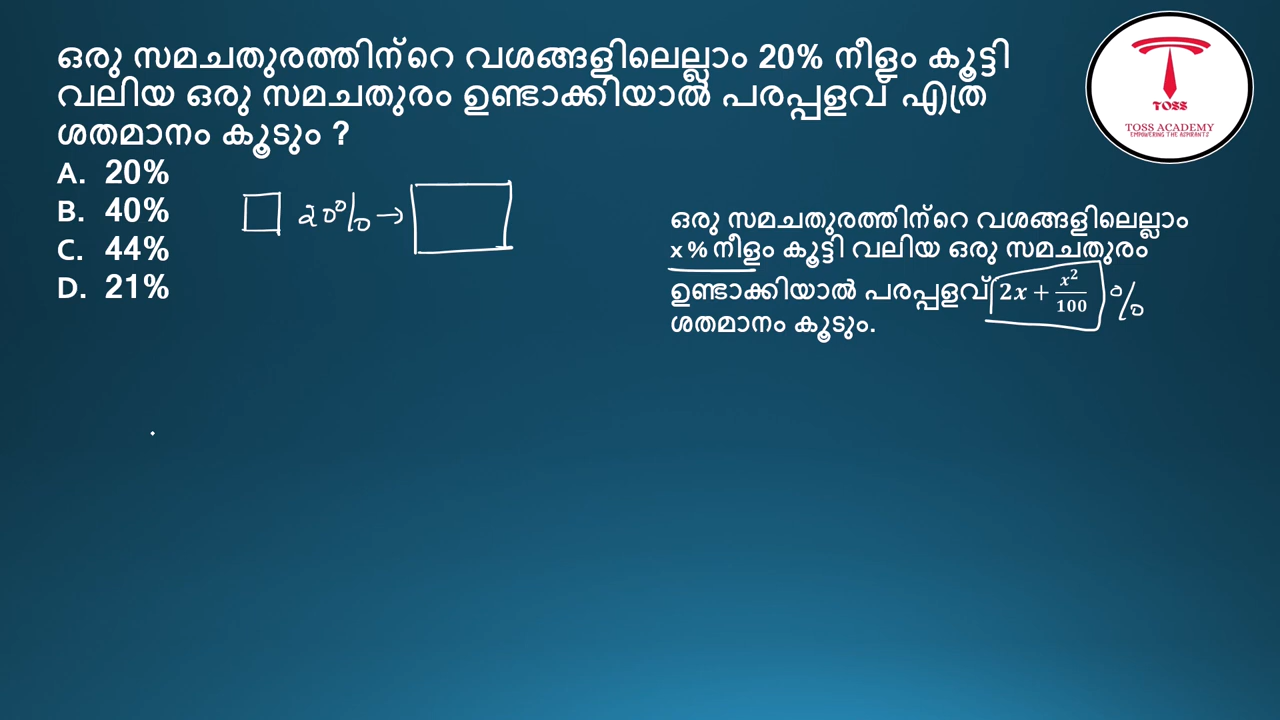 ഒരു സമചതുരത്തിന്റെ വശങ്ങളിലെല്ലാം 20% നീളം കൂട്ടി
വലിയ ഒരു സമചതുരം ഉണ്ടാക്കിയാൽ പരപ്പളവ് എത്ര
ശതമാനം കൂടും ?
A. 20%
B. 40%
C. 44%
D. 21%
20% →
TOSS
TOSS ACADEMY
EMPOWERING THE ASPIRANTS
ഒരു സമചതുരത്തിന്റെ വശങ്ങളിലെല്ലാം
x % നീളം കൂട്ടി വലിയ ഒരു സമചതുരം
ഉണ്ടാക്കിയാൽ പരപ്പളവ് 2x + x²/100 %
ശതമാനം കൂടും.